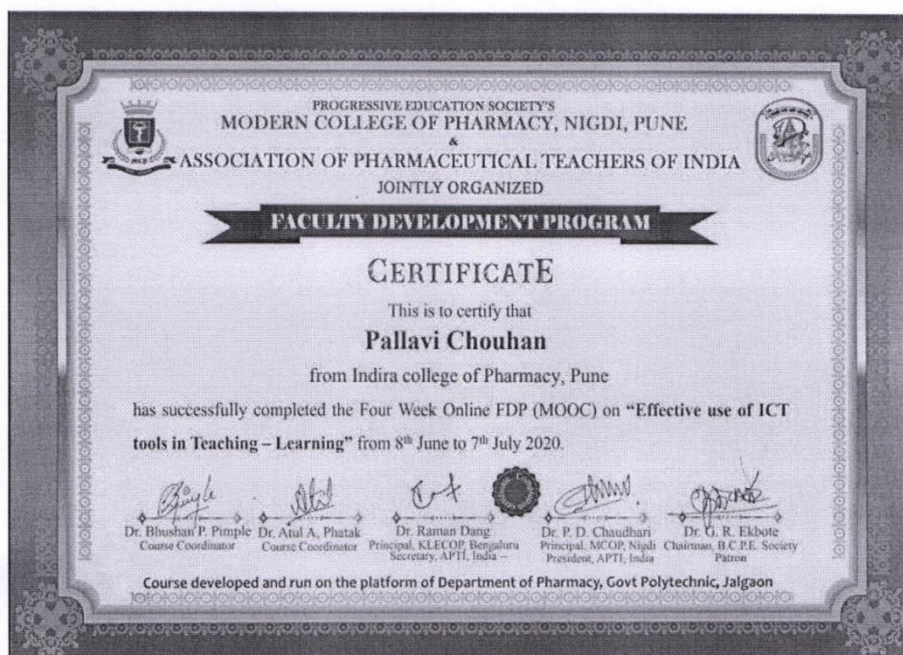 PROGRESSIVE EDUCATION SOCIETY'S
MODERN COLLEGE OF PHARMACY, NIGDI, PUNE
&
ASSOCIATION OF PHARMACEUTICAL TEACHERS OF INDIA
JOINTLY ORGANIZED
FACULTY DEVELOPMENT PROGRAM
CERTIFICATE
This is to certify that
Pallavi Chouhan
from Indira college of Pharmacy, Pune
has successfully completed the Four Week Online FDP (MOOC) on “Effective use of ICT
tools in Teaching – Learning” from 8th June to 7th July 2020.
Dr. Bhushan P. Pimple
Course Coordinator
Dr. Atul A. Phatak
Course Coordinator
Dr. Raman Dang
Principal, KLECOP, Bengaluru
Secretary, APTI, India --
Dr. P. D. Chaudhari
Principal, MCOP, Nigdi
President, APTI, India
Dr. G. R. Ekbote
Chairman, B.C.P.E. Society
Patron
Course developed and run on the platform of Department of Pharmacy, Govt Polytechnic, Jalgaon